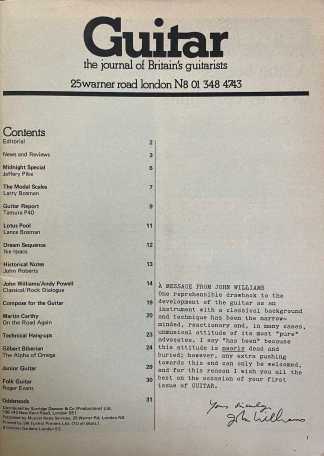 Guitar
the journal of Britain's guitarists
25 warner road london N8 01 348 4743
Contents
Editorial 2
News and Reviews 3
Midnight Special 6
Jeffery Pike
The Modal Scales 7
Larry Bosman
Guitar Report 9
Tamura P40
Lotus Pool 11
Lance Bosman
Dream Sequence 12
Ike Isaacs
Historical Notes 13
John Roberts
John Williams/Andy Powell 14
Classical/Rock Dialogue
Compose for the Guitar 19
Martin Carthy 20
On the Road Again
Technical Hang-ups 23
Gilbert Biberian 24
The Alpha of Omega
Junior Guitar 29
Folk Guitar 30
Roger Evans
Oddsmods 31
A MESSAGE FROM JOHN WILLIAMS
One reprehensible drawback to the
development of the guitar as an
instrument with a classical background
and technique has been the narrow-
minded, reactionary and, in many cases,
unmusical attitude of its most "pure"
advocates. I say "has been" because
this attitude is nearly dead and
buried; however, any extra pushing
towards this end can only be welcomed,
and for this reason I wish you all the
best on the occasion of your first
issue of GUITAR.
Yours sincerely,
John Williams
1